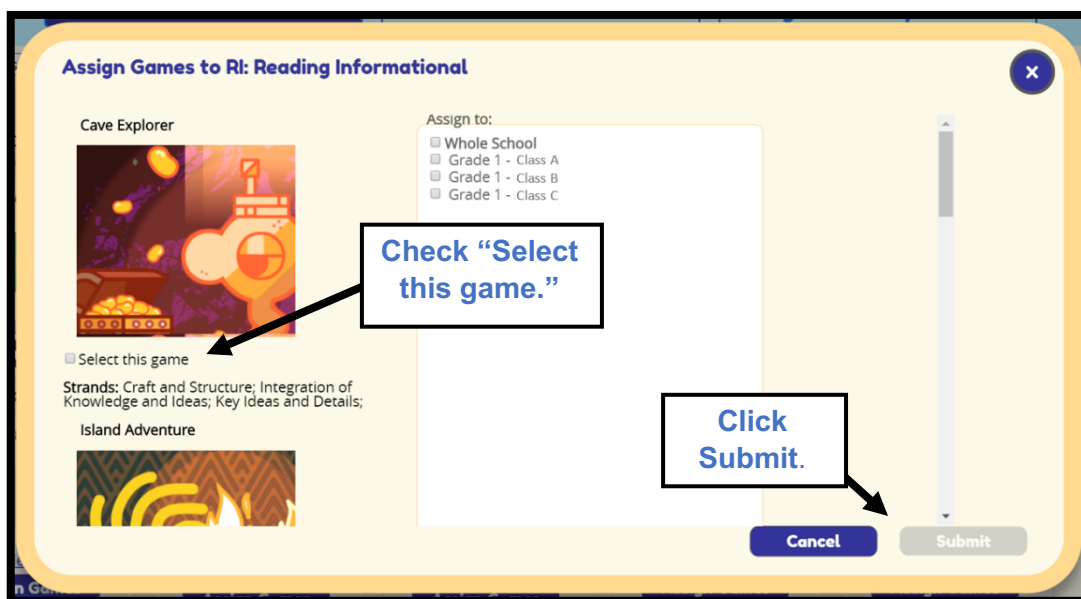 Assign Games to RI: Reading Informational
x
Cave Explorer
Select this game
Strands: Craft and Structure; Integration of
Knowledge and Ideas; Key Ideas and Details;
Island Adventure
Assign to:
Whole School
Grade 1 - Class A
Grade 1 - Class B
Grade 1 - Class C
Check “Select
this game.”
Click
Submit.
Cancel
Submit